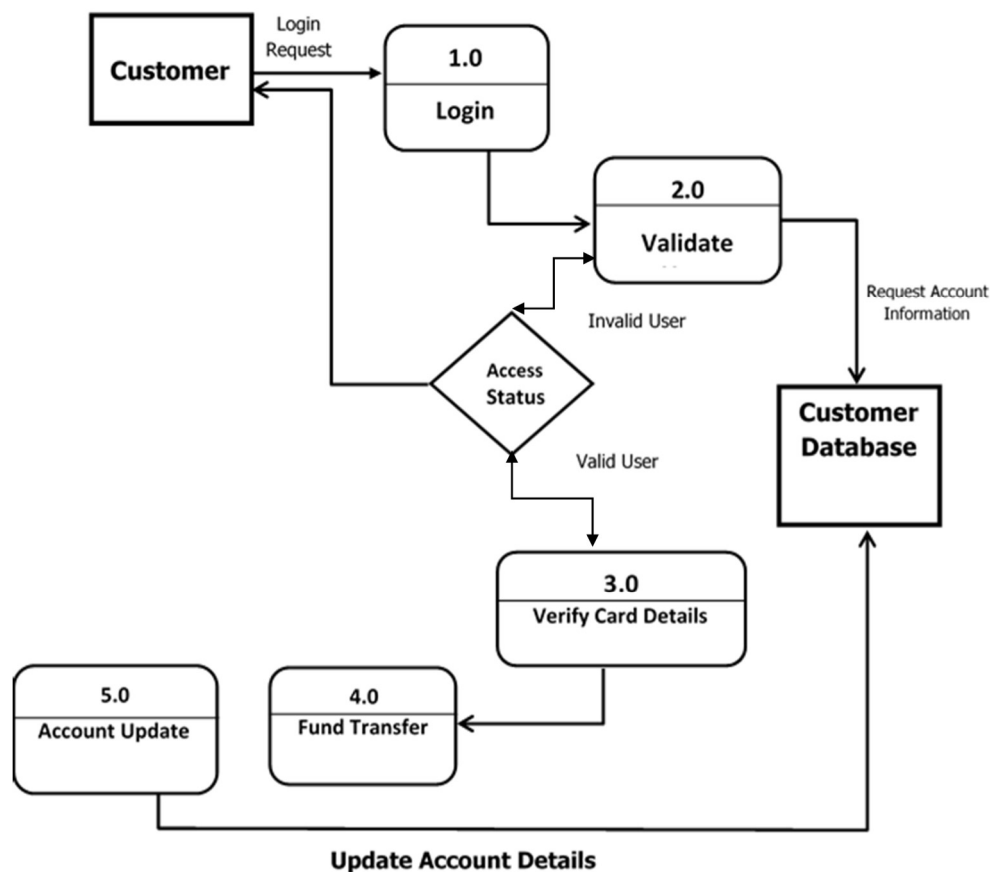 Login
Request
Customer
1.0
Login
2.0
Validate
Request Account
Information
Invalid User
Access
Status
Customer
Database
Valid User
3.0
Verify Card Details
5.0
Account Update
4.0
Fund Transfer
Update Account Details